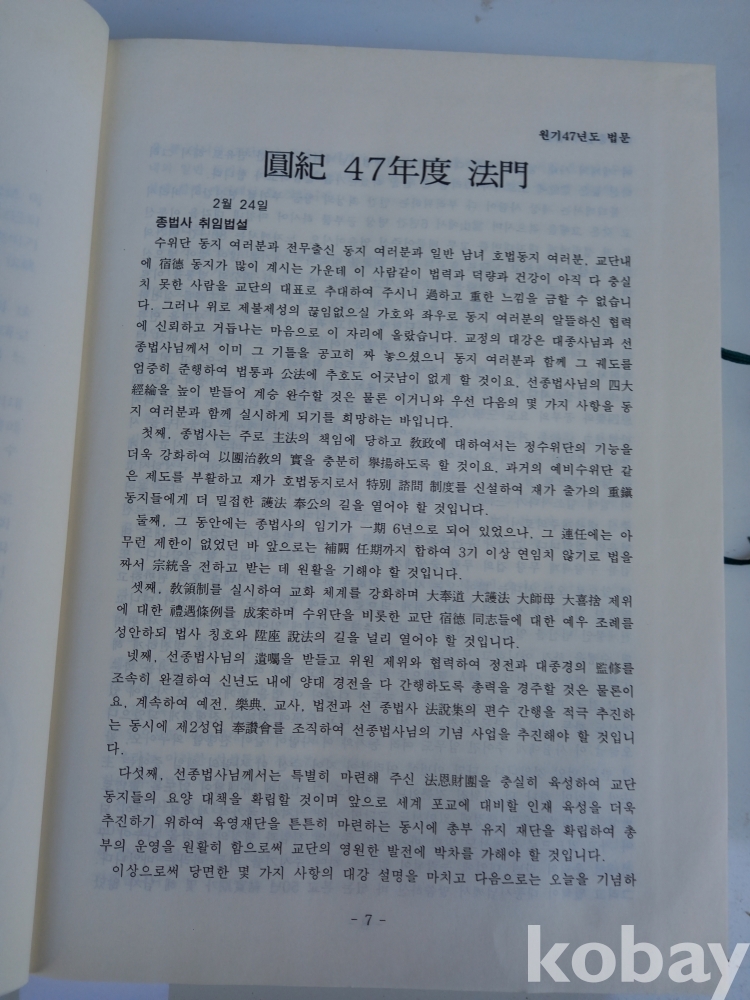 원기47년도 법문
圓紀 47年度 法門
2월 24일
종법사 취임법설
수위단 동지 여러분과 전무출신 동지 여러분과 일반 남녀 호법동지 여러분, 교단내
에 宿德 동지가 많이 계시는 가운데 이 사람같이 법력과 덕량과 건강이 아직 다 충실
치 못한 사람을 교단의 대표로 추대하여 주시니 過하고 重한 느낌을 금할 수 없습니
다. 그러나 위로 제불제성의 끊임없으실 가호와 좌우로 동지 여러분의 알뜰하신 협력
에 신뢰하고 거듭나는 마음으로 이 자리에 올랐습니다. 교정의 대강은 대종사님과 선
종법사님께서 이미 그 기틀을 공고히 짜 놓으셨으니 동지 여러분과 함께 그 궤도를
엄중히 준행하여 법통과 公法에 추호도 어긋남이 없게 할 것이요, 선종법사님의 四大
經綸을 높이 받들어 계승 완수할 것은 물론 이거니와 우선 다음의 몇 가지 사항을 동
지 여러분과 함께 실시하게 되기를 희망하는 바입니다.
첫째, 종법사는 주로 主法의 책임에 당하고 敎政에 대하여서는 정수위단의 기능을
더욱 강화하여 以團治敎의 實을 충분히 擧揚하도록 할 것이요, 과거의 예비수위단 같
은 제도를 부활하고 재가 호법동지로서 特別 諮問 制度를 신설하여 재가 출가의 重鎭
동지들에게 더 밀접한 護法 奉公의 길을 열어야 할 것입니다.
둘째, 그 동안에는 종법사의 임기가 一期 6년으로 되어 있었으나, 그 連任에는 아
무런 제한이 없었던 바 앞으로는 補闕 任期까지 합하여 3기 이상 연임치 않기로 법을
짜서 宗統을 전하고 받는 데 원활을 기해야 할 것입니다.
셋째, 敎領制를 실시하여 교화 체계를 강화하며 大奉道 大護法 大師母 大喜捨 제위
에 대한 禮遇條例를 成案하며 수위단을 비롯한 교단 宿德 同志들에 대한 예우 조례를
성안하되 법사 칭호와 陞座 說法의 길을 널리 열어야 할 것입니다.
넷째, 선종법사님의 遺囑을 받들고 위원 제위와 협력하여 정전과 대종경의 監修를
조속히 완결하여 신년도 내에 양대 경전을 다 간행하도록 총력을 경주할 것은 물론이
요, 계속하여 예전, 樂典, 교사, 법전과 선 종법사 法說集의 편수 간행을 적극 추진하
는 동시에 제2성업 奉讚會를 조직하여 선종법사님의 기념 사업을 추진해야 할 것입니
다.
다섯째, 선종법사님께서는 특별히 마련해 주신 法恩財團을 충실히 육성하여 교단
동지들의 요양 대책을 확립할 것이며 앞으로 세계 포교에 대비할 인재 육성을 더욱
추진하기 위하여 육영재단을 튼튼히 마련하는 동시에 총부 유지 재단을 확립하여 총
부의 운영을 원활히 함으로써 교단의 영원한 발전에 박차를 가해야 할 것입니다.
이상으로써 당면한 몇 가지 사항의 대강 설명을 마치고 다음으로는 오늘을 기념하
- 7 -
kobay